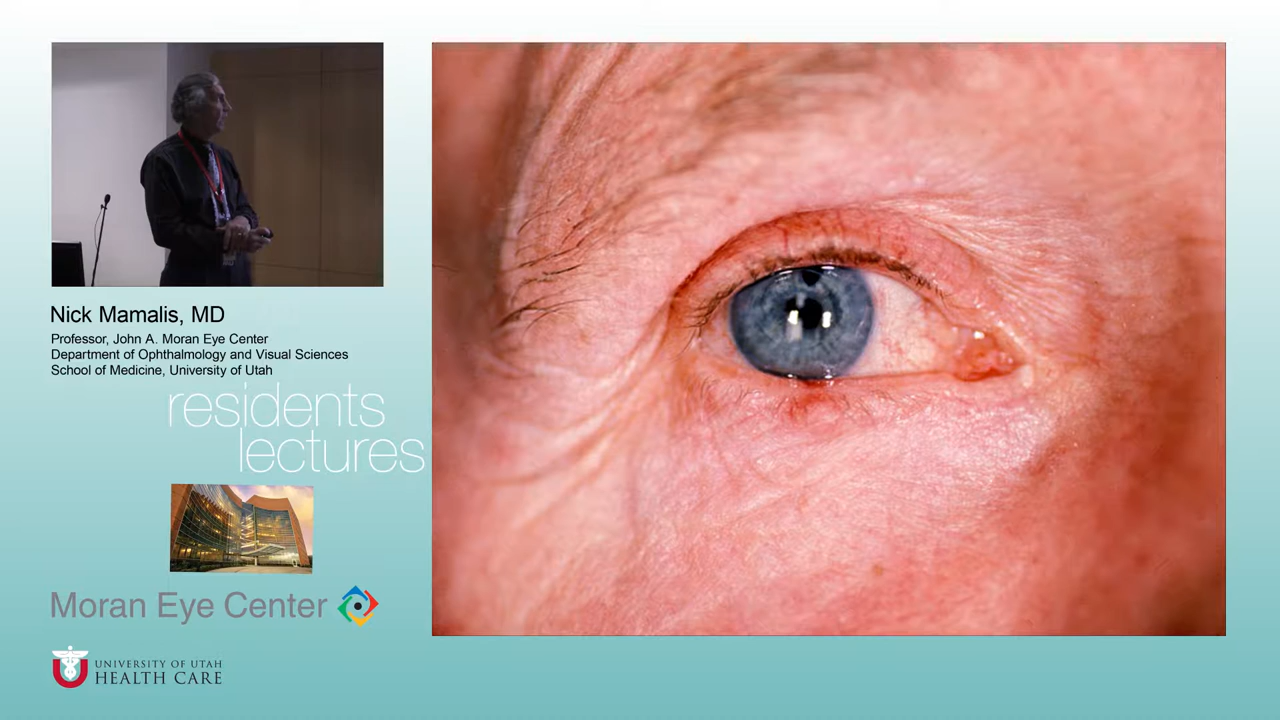 Nick Mamalis, MD
Professor, John A. Moran Eye Center
Department of Ophthalmology and Visual Sciences
School of Medicine, University of Utah
residents
lectures
Moran Eye Center
UNIVERSITY OF UTAH
HEALTH CARE